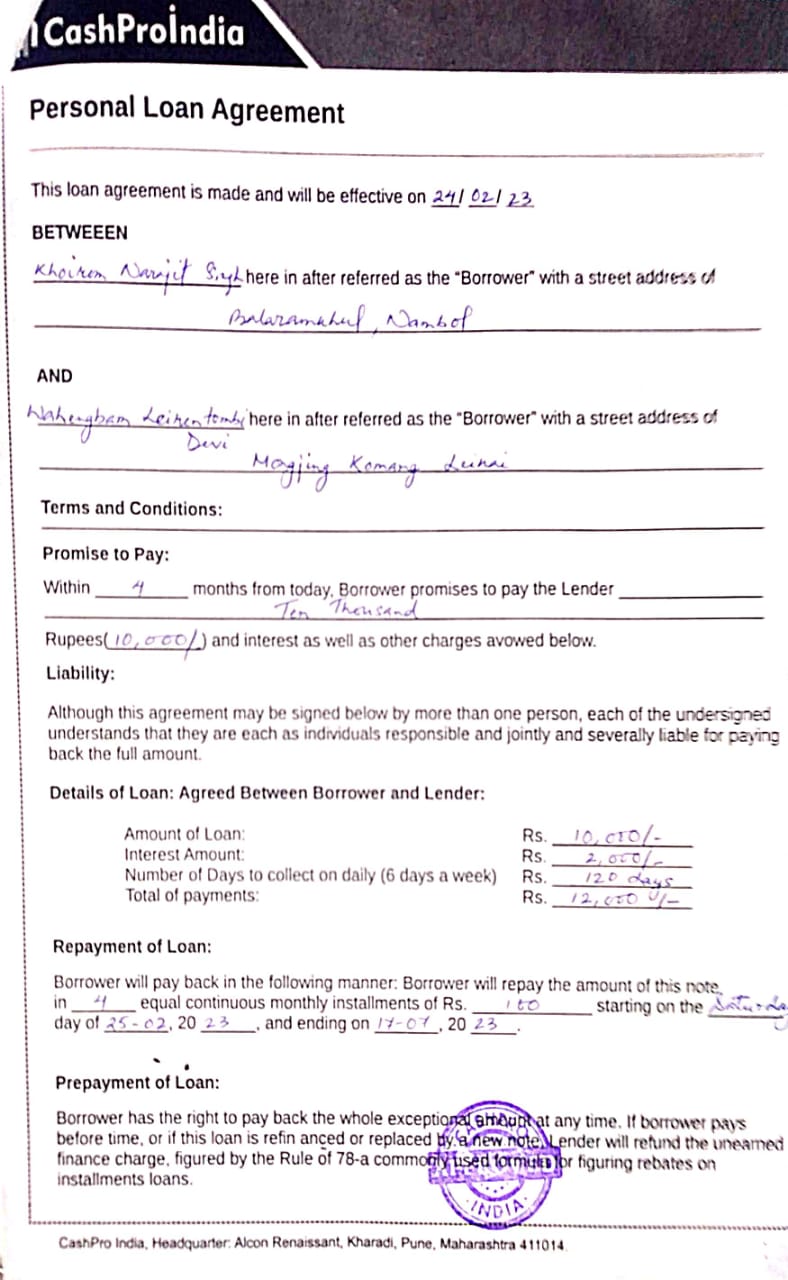 CashProIndia
Personal Loan Agreement
This loan agreement is made and will be effective on 24/ 02/ 23
BETWEEEN
Khoirom Narajit Singh here in after referred as the "Borrower" with a street address of
Nambol
AND
Wahengbam Leirentombi here in after referred as the "Borrower" with a street address of
Devi
Mongjing Komang Leikai
Terms and Conditions:
Promise to Pay:
Within 4 months from today, Borrower promises to pay the Lender
Ten Thousand
Rupees( 10,000/ ) and interest as well as other charges avowed below.
Liability:
Although this agreement may be signed below by more than one person, each of the undersigned
understands that they are each as individuals responsible and jointly and severally liable for paying
back the full amount.
Details of Loan: Agreed Between Borrower and Lender:
Amount of Loan: Rs. 10,000/-
Interest Amount: Rs. 2,000/-
Number of Days to collect on daily (6 days a week) Rs. 120 days
Total of payments: Rs. 12,000/-
Repayment of Loan:
Borrower will pay back in the following manner: Borrower will repay the amount of this note
in 4 equal continuous monthly installments of Rs. 100 starting on the Saturday
day of 25-02, 20 23, and ending on 17-07, 20 23.
Prepayment of Loan:
Borrower has the right to pay back the whole exceptional amount at any time. If borrower pays
before time, or if this loan is refin anced or replaced by a new note, Lender will refund the unearned
finance charge, figured by the Rule of 78-a commonly used formula for figuring rebates on
installments loans.
INDIA
CashPro India, Headquarter: Alcon Renaissant, Kharadi, Pune, Maharashtra 411014